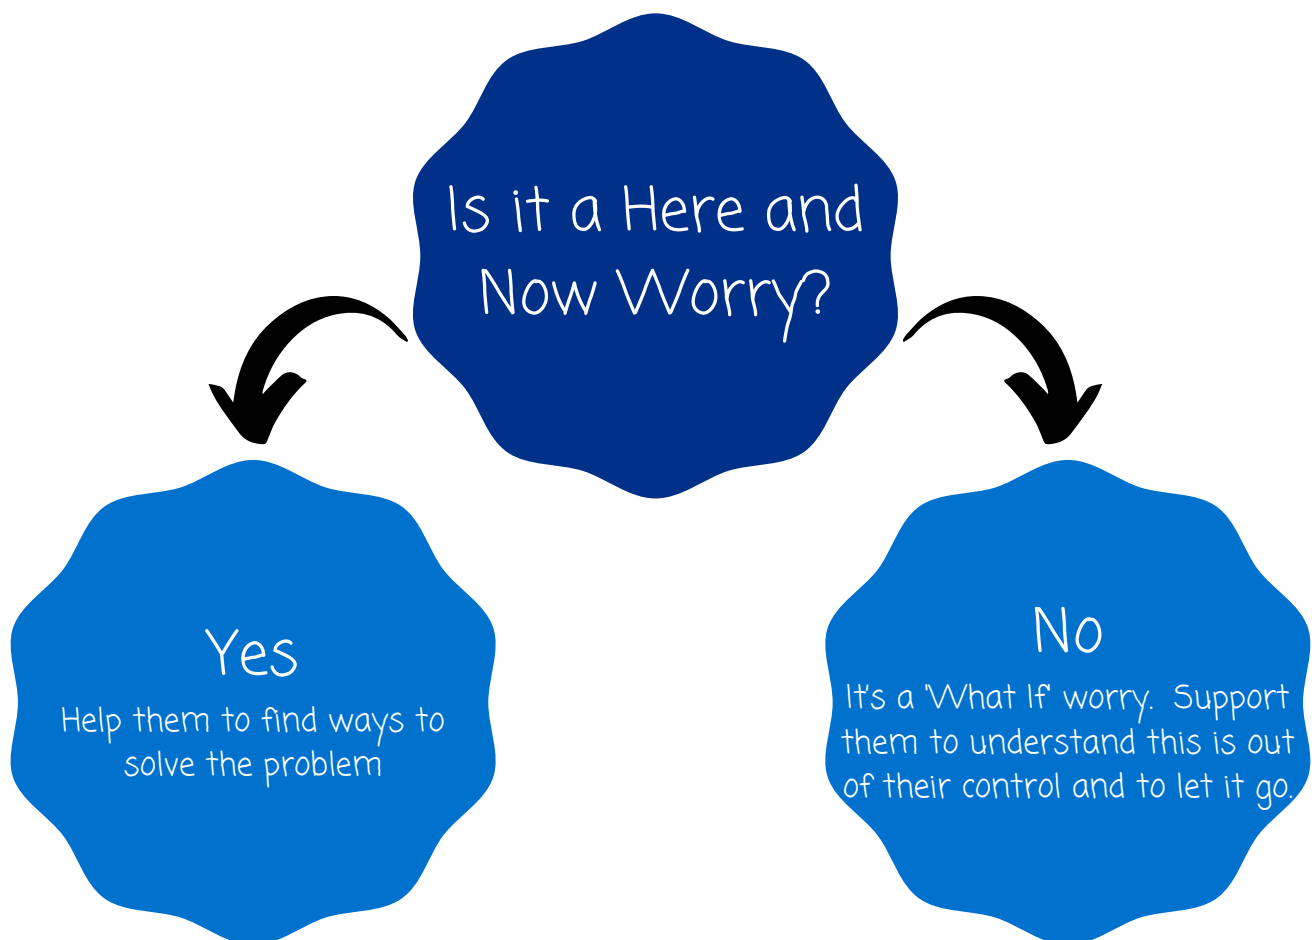 Is it a Here and
Now Worry?
Yes
Help them to find ways to
solve the problem
No
It's a 'What If' worry.  Support
them to understand this is out
of their control and to let it go.